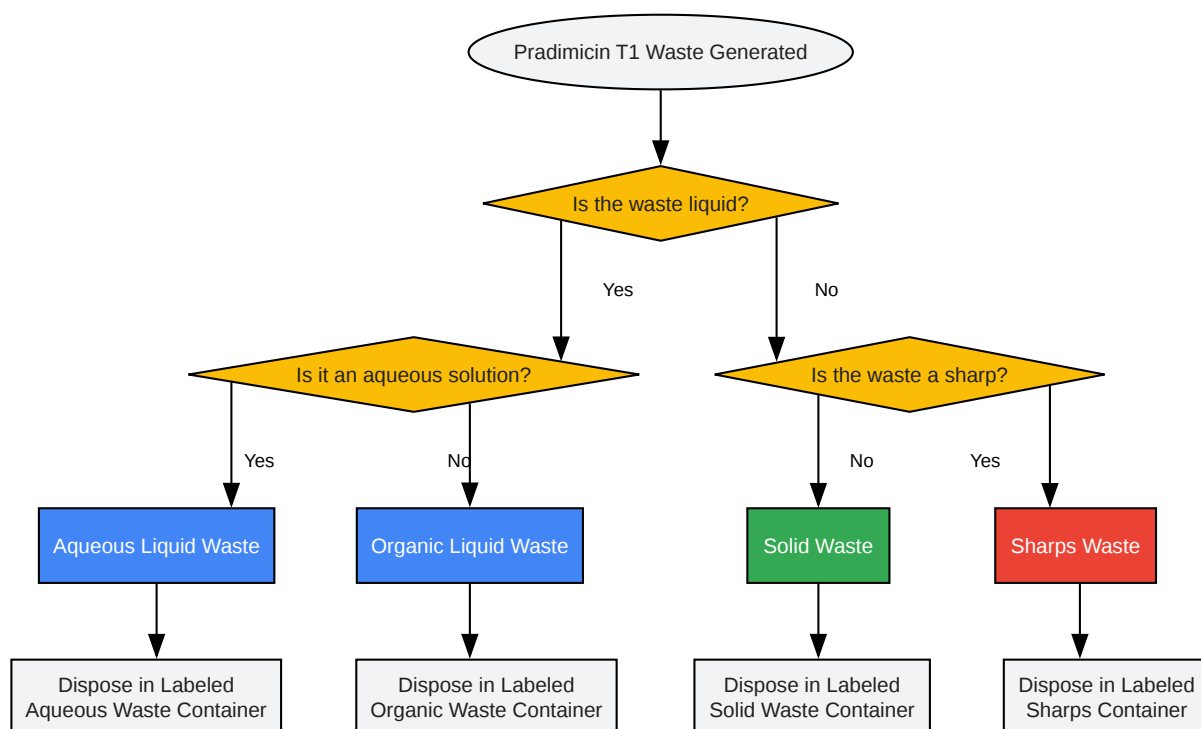 Pradimicin T1 Waste Generated
Is the waste liquid?
Yes
No
Is it an aqueous solution?
Is the waste a sharp?
Yes
No
No
Yes
Aqueous Liquid Waste
Organic Liquid Waste
Solid Waste
Sharps Waste
Dispose in Labeled
Aqueous Waste Container
Dispose in Labeled
Organic Waste Container
Dispose in Labeled
Solid Waste Container
Dispose in Labeled
Sharps Container